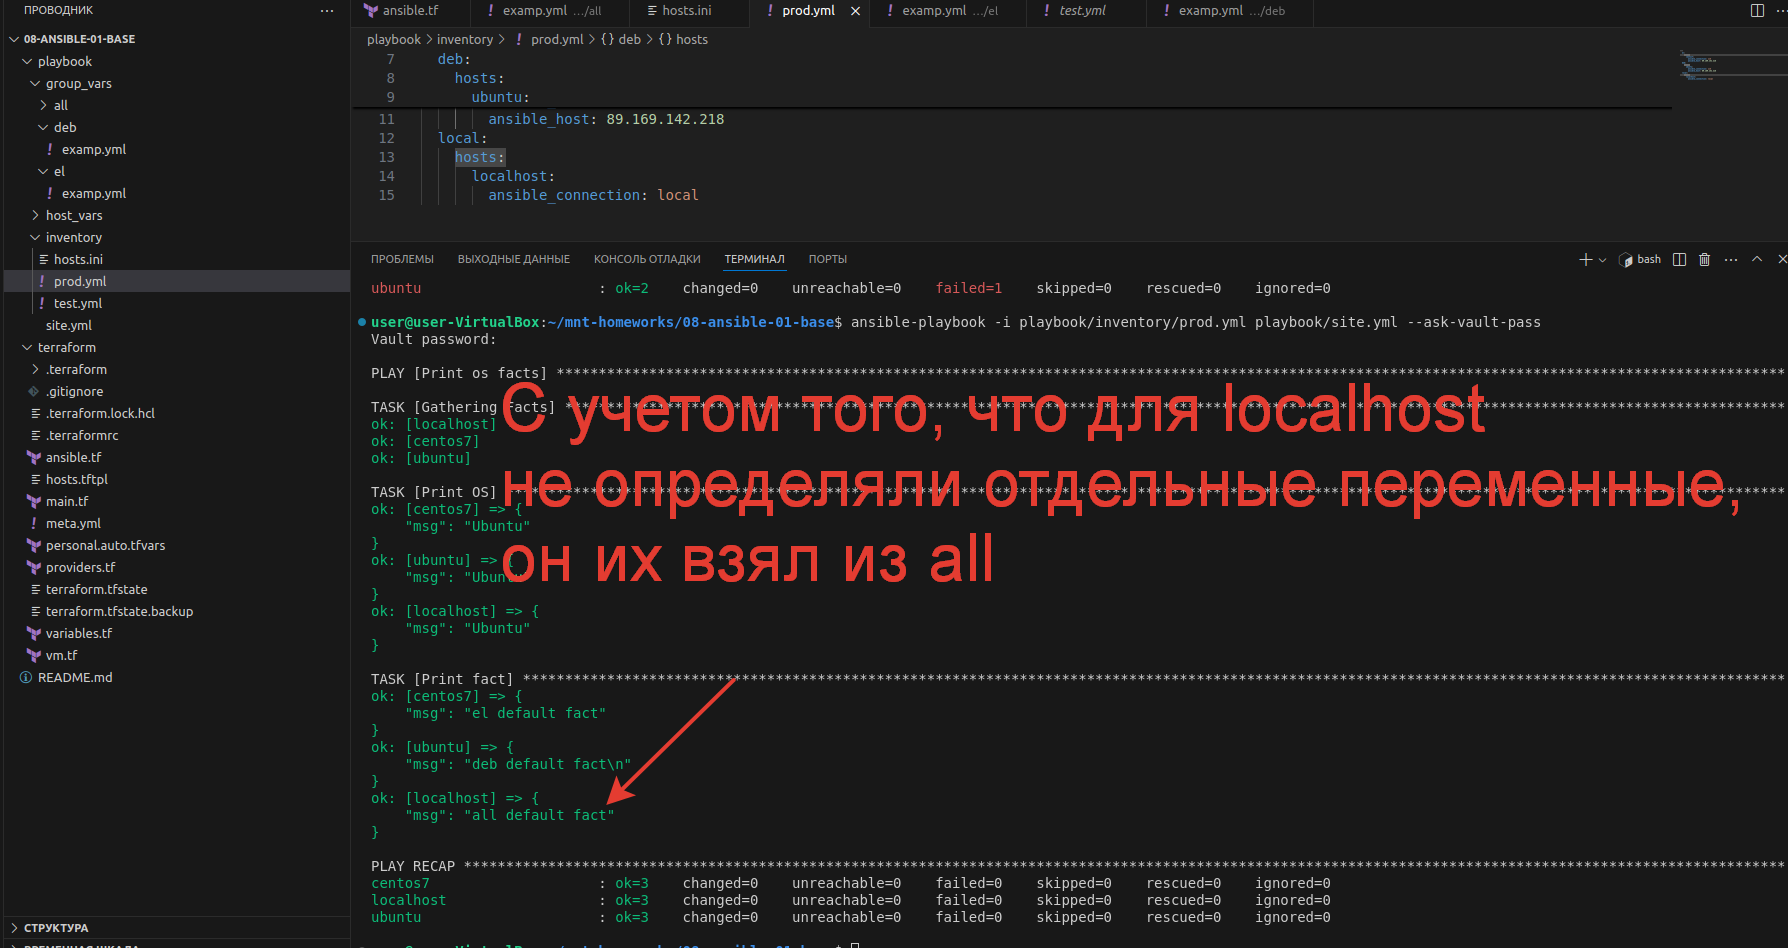 ПРОВОДНИК ···
08-ANSIBLE-01-BASE
playbook
group_vars
all
deb
! examp.yml
el
! examp.yml
host_vars
inventory
hosts.ini
! prod.yml
! test.yml
site.yml
terraform
.terraform
.gitignore
.terraform.lock.hcl
.terraformrc
ansible.tf
hosts.tftpl
main.tf
! meta.yml
personal.auto.tfvars
providers.tf
terraform.tfstate
terraform.tfstate.backup
variables.tf
vm.tf
README.md
СТРУКТУРА
ВРЕМЕННАЯ ШКАЛА
ansible.tf ! examp.yml .../all hosts.ini ! prod.yml ! examp.yml .../el ! test.yml ! examp.yml .../deb
playbook > inventory > ! prod.yml > {} deb > {} hosts
7 deb:
8 hosts:
9 ubuntu:
11 ansible_host: 89.169.142.218
12 local:
13 hosts:
14 localhost:
15 ansible_connection: local
ПРОБЛЕМЫ ВЫХОДНЫЕ ДАННЫЕ КОНСОЛЬ ОТЛАДКИ ТЕРМИНАЛ ПОРТЫ bash
ubuntu : ok=2 changed=0 unreachable=0 failed=1 skipped=0 rescued=0 ignored=0
user@user-VirtualBox:~/mnt-homeworks/08-ansible-01-base$ ansible-playbook -i playbook/inventory/prod.yml playbook/site.yml --ask-vault-pass
Vault password:
PLAY [Print os facts] ****
TASK [Gathering Facts] ****
ok: [localhost]
ok: [centos7]
ok: [ubuntu]
TASK [Print OS] ****
ok: [centos7] => {
"msg": "Ubuntu"
}
ok: [ubuntu] => {
"msg": "Ubuntu"
}
ok: [localhost] => {
"msg": "Ubuntu"
}
TASK [Print fact] ****
ok: [centos7] => {
"msg": "el default fact"
}
ok: [ubuntu] => {
"msg": "deb default fact\n"
}
ok: [localhost] => {
"msg": "all default fact"
}
PLAY RECAP ****
centos7 : ok=3 changed=0 unreachable=0 failed=0 skipped=0 rescued=0 ignored=0
localhost : ok=3 changed=0 unreachable=0 failed=0 skipped=0 rescued=0 ignored=0
ubuntu : ok=3 changed=0 unreachable=0 failed=0 skipped=0 rescued=0 ignored=0
С учетом того, что для localhost
не определяли отдельные переменные,
он их взял из all